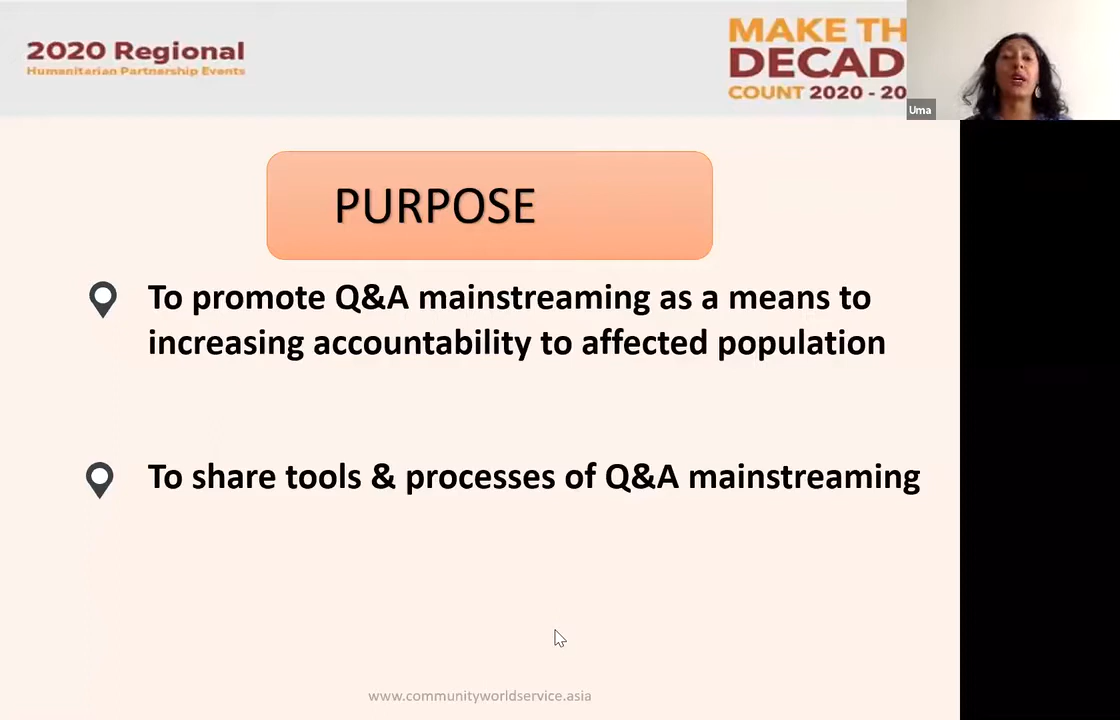 2020 Regional
Humanitarian Partnership Events
MAKE TH
DECAD
COUNT 2020 - 20
Uma
PURPOSE
To promote Q&A mainstreaming as a means to
increasing accountability to affected population
To share tools & processes of Q&A mainstreaming
www.communityworldservice.asia